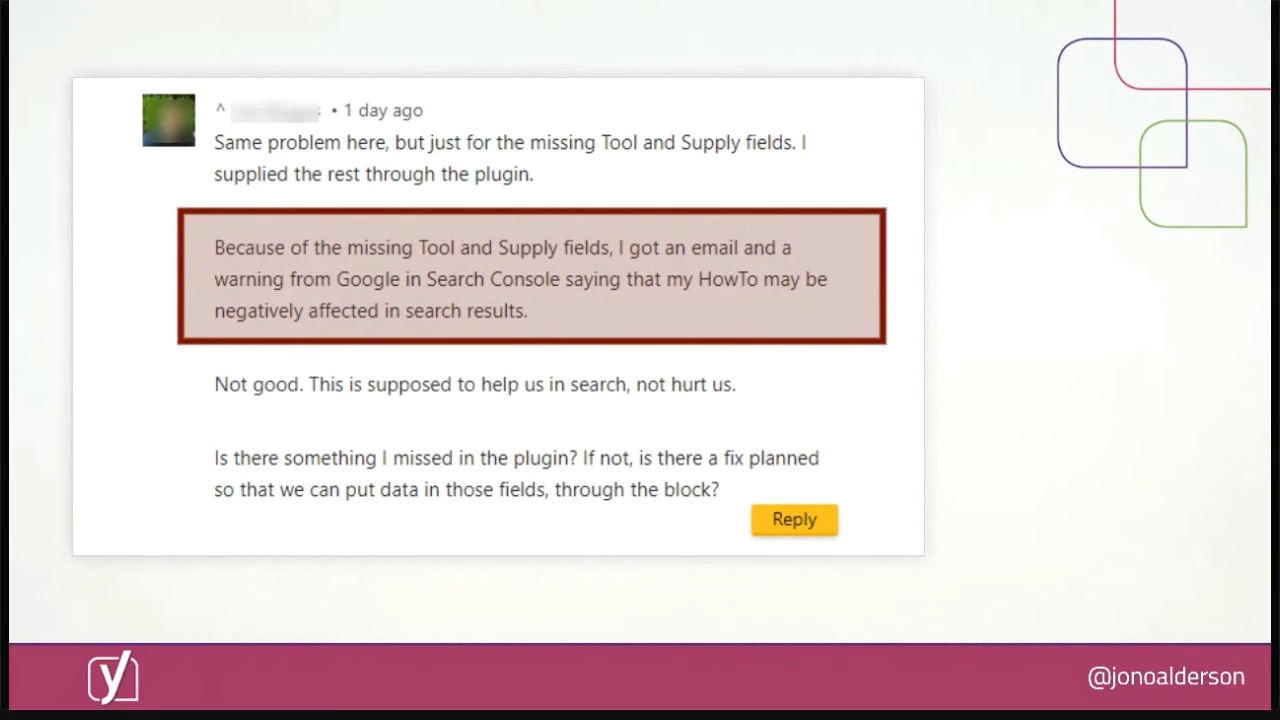 ^ • 1 day ago
Same problem here, but just for the missing Tool and Supply fields. I
supplied the rest through the plugin.
Because of the missing Tool and Supply fields, I got an email and a
warning from Google in Search Console saying that my HowTo may be
negatively affected in search results.
Not good. This is supposed to help us in search, not hurt us.
Is there something I missed in the plugin? If not, is there a fix planned
so that we can put data in those fields, through the block?
Reply
y
@jonoalderson